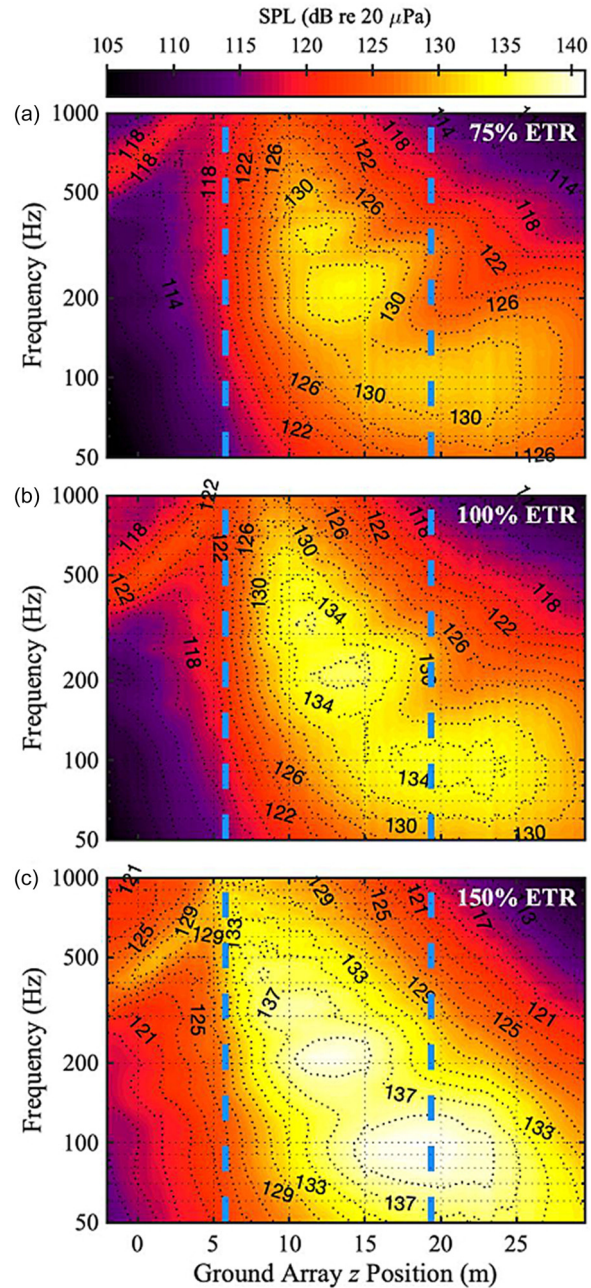 SPL (dB re 20 μPa)
105 110 115 120 125 130 135 140
(a)
75% ETR
1000
500
200
100
50
Frequency (Hz)
118 118 118 122 126 130 126 122 118 114 114 118 122 126 130 114 126 130 130 122 126
(b)
100% ETR
1000
500
200
100
50
Frequency (Hz)
122 118 122 122 126 130 126 122 118 130 134 118 126 122 118 130 134 126 134 122 130 130
(c)
150% ETR
1000
500
200
100
50
Frequency (Hz)
121 125 129 129 133 129 125 121 117 113 137 133 129 125 121 125 121 137 133 133 129 137
0 5 10 15 20 25
Ground Array z Position (m)